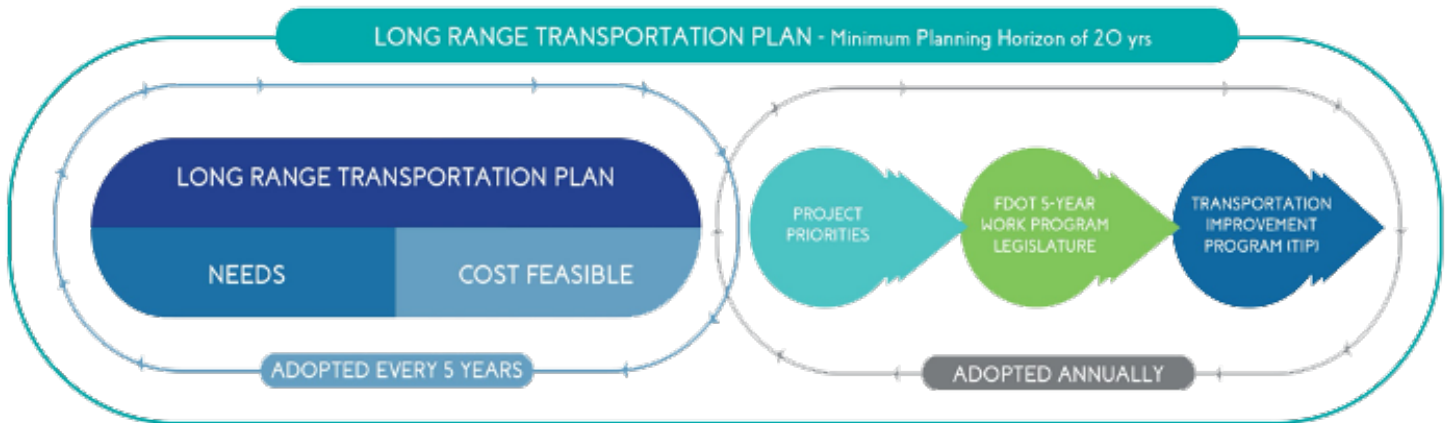 LONG RANGE TRANSPORTATION PLAN - Minimum Planning Horizon of 20 yrs
LONG RANGE TRANSPORTATION PLAN
NEEDS
COST FEASIBLE
ADOPTED EVERY 5 YEARS
PROJECT
PRIORITIES
FDOT 5-YEAR
WORK PROGRAM
LEGISLATURE
TRANSPORTATION
IMPROVEMENT
PROGRAM (TIP)
ADOPTED ANNUALLY